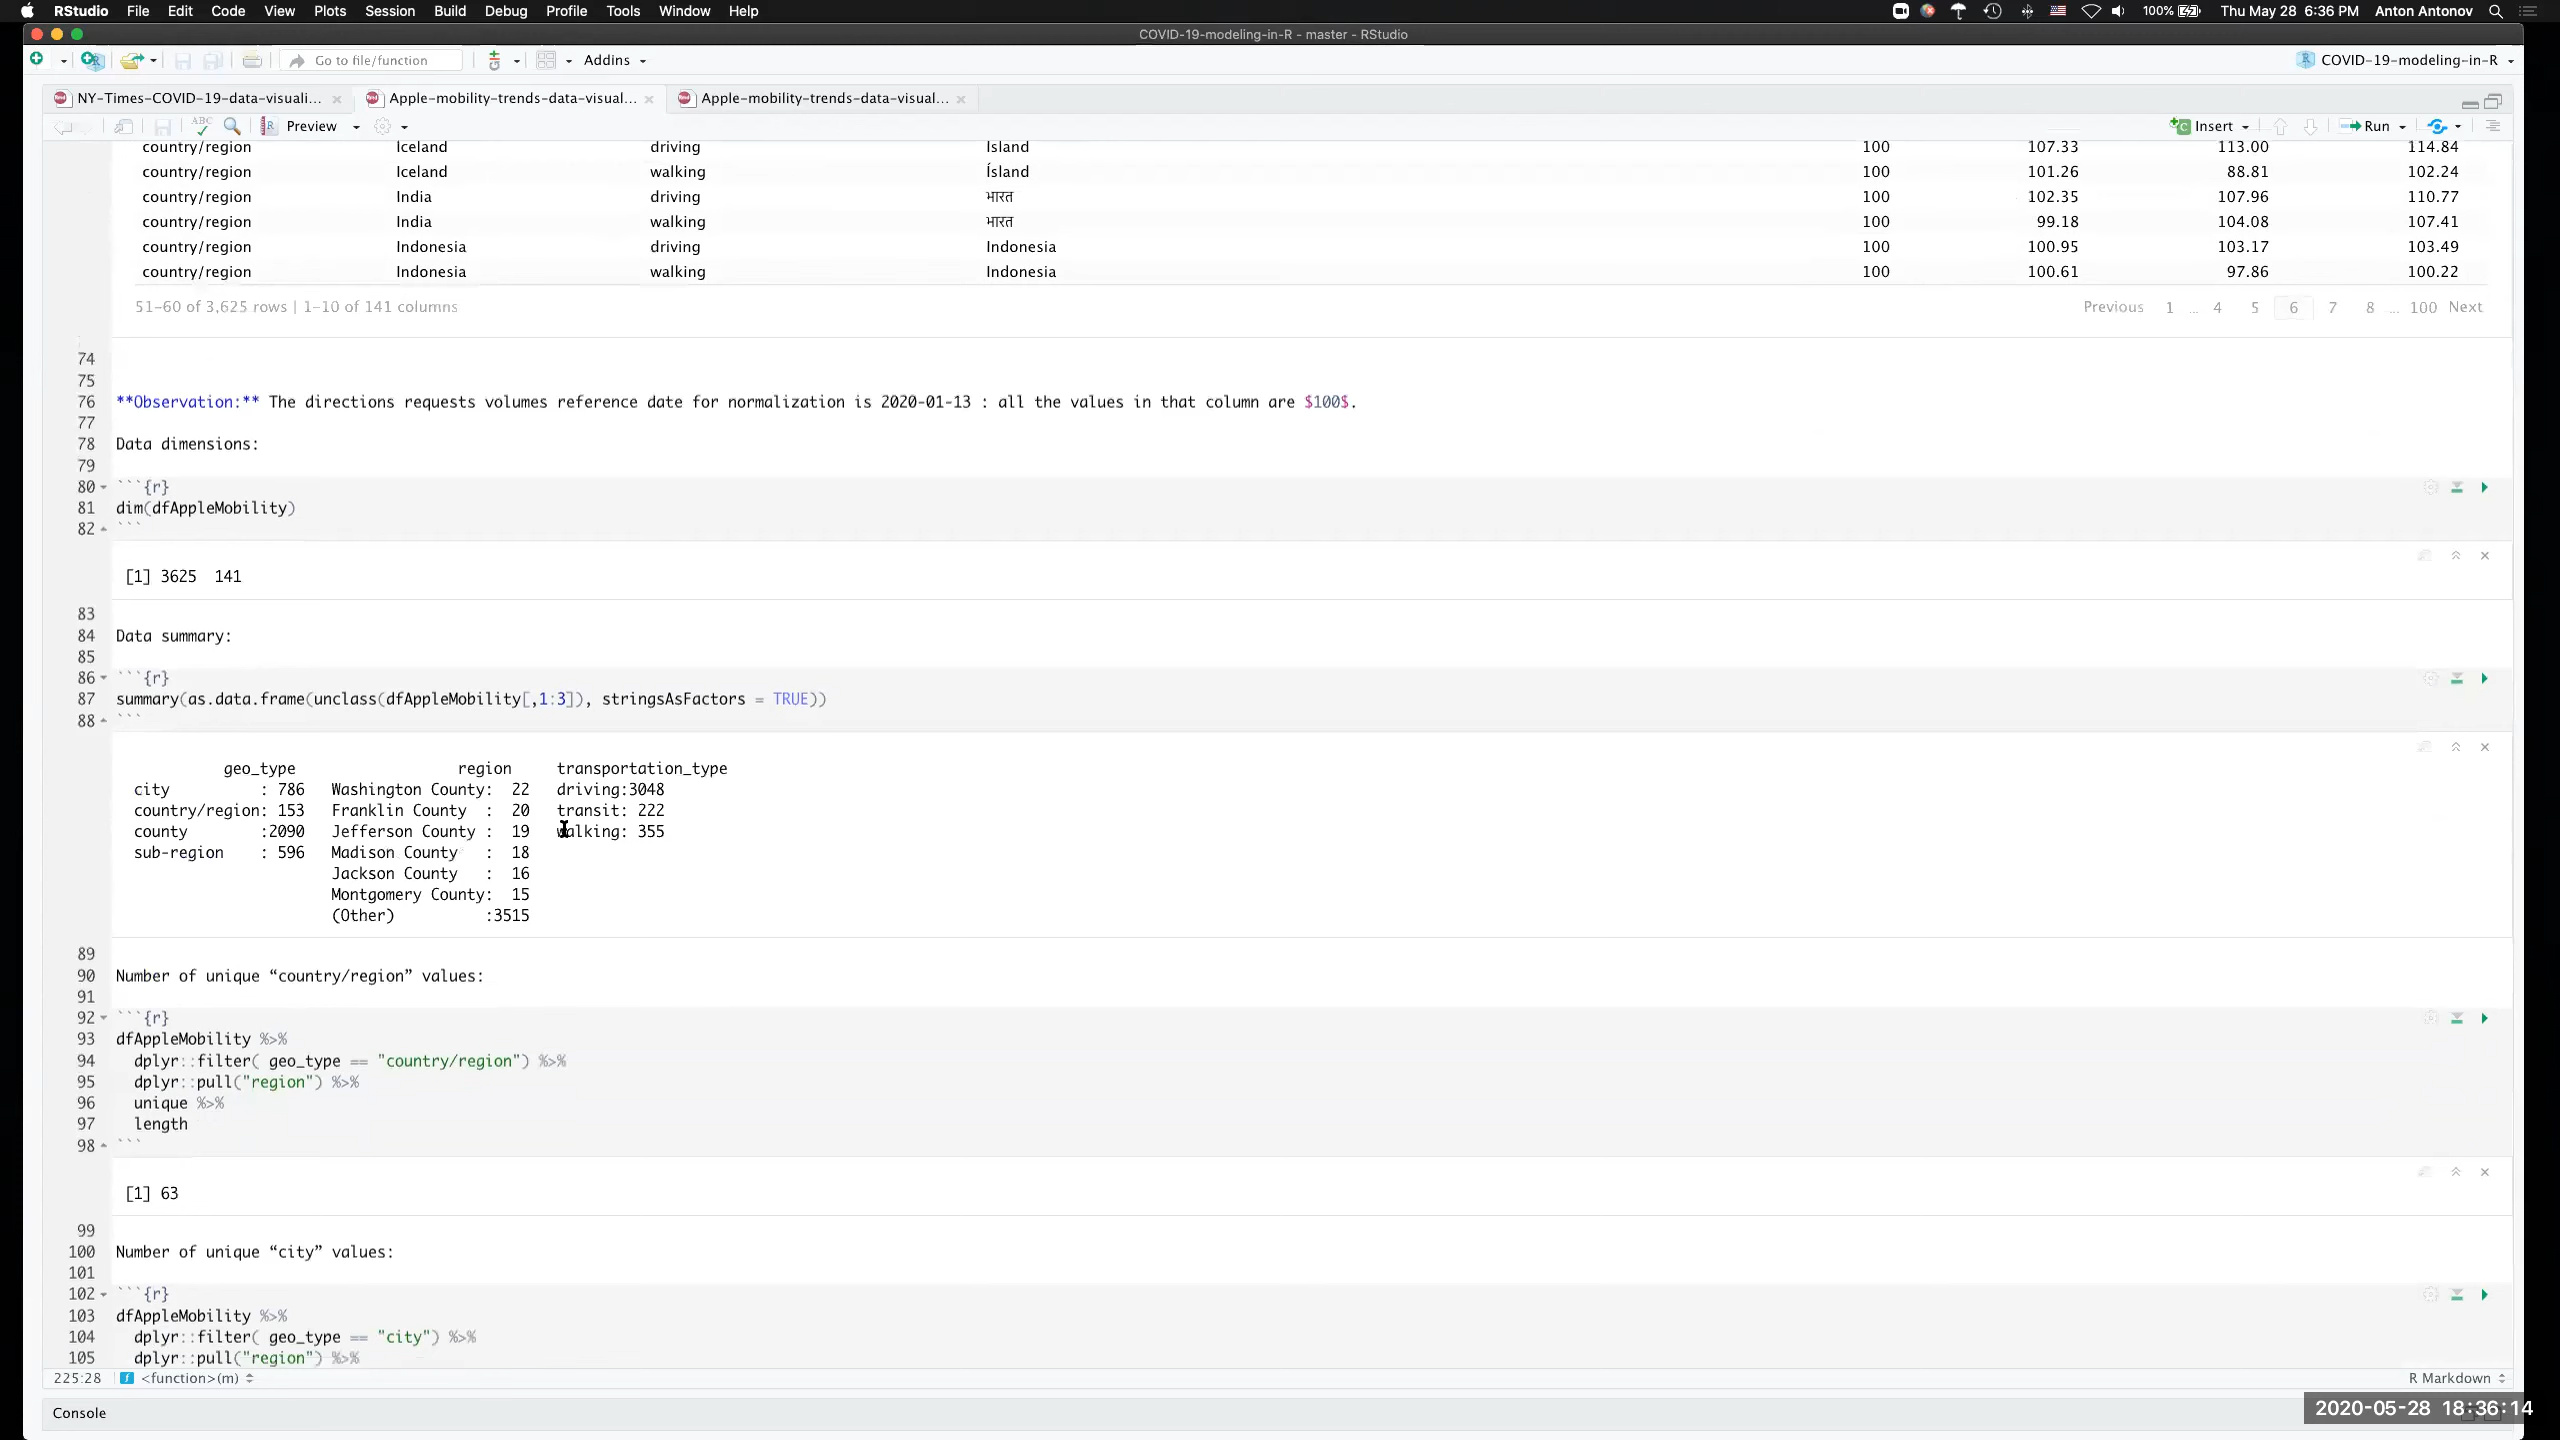 RStudio File Edit Code View Plots Session Build Debug Profile Tools Window Help 100% Thu May 28 6:36 PM Anton Antonov
COVID-19-modeling-in-R - master - RStudio
Go to file/function Addins COVID-19-modeling-in-R
NY-Times-COVID-19-data-visuali... Apple-mobility-trends-data-visual... Apple-mobility-trends-data-visual...
ABC Preview Insert Run
country/region Iceland driving Ísland 100 107.33 113.00 114.84
country/region Iceland walking Ísland 100 101.26 88.81 102.24
country/region India driving भारत 100 102.35 107.96 110.77
country/region India walking भारत 100 99.18 104.08 107.41
country/region Indonesia driving Indonesia 100 100.95 103.17 103.49
country/region Indonesia walking Indonesia 100 100.61 97.86 100.22
51-60 of 3,625 rows | 1-10 of 141 columns Previous 1 ... 4 5 6 7 8 ... 100 Next
74
75
76 **Observation:** The directions requests volumes reference date for normalization is 2020-01-13 : all the values in that column are $100$.
77
78 Data dimensions:
79
80 ```{r}
81 dim(dfAppleMobility)
82 ```
[1] 3625 141
83
84 Data summary:
85
86 ```{r}
87 summary(as.data.frame(unclass(dfAppleMobility[,1:3]), stringsAsFactors = TRUE))
88 ```
geo_type region transportation_type
city : 786 Washington County: 22 driving:3048
country/region: 153 Franklin County : 20 transit: 222
county :2090 Jefferson County : 19 walking: 355
sub-region : 596 Madison County : 18
Jackson County : 16
Montgomery County: 15
(Other) :3515
89
90 Number of unique “country/region” values:
91
92 ```{r}
93 dfAppleMobility %>%
94 dplyr::filter( geo_type == "country/region") %>%
95 dplyr::pull("region") %>%
96 unique %>%
97 length
98 ```
[1] 63
99
100 Number of unique “city” values:
101
102 ```{r}
103 dfAppleMobility %>%
104 dplyr::filter( geo_type == "city") %>%
105 dplyr::pull("region") %>%
225:28 f <function>(m) R Markdown
Console
2020-05-28 18:36:14